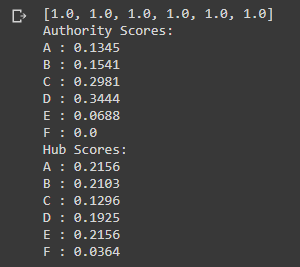 [1.0, 1.0, 1.0, 1.0, 1.0, 1.0]
Authority Scores:
A : 0.1345
B : 0.1541
C : 0.2981
D : 0.3444
E : 0.0688
F : 0.0
Hub Scores:
A : 0.2156
B : 0.2103
C : 0.1296
D : 0.1925
E : 0.2156
F : 0.0364